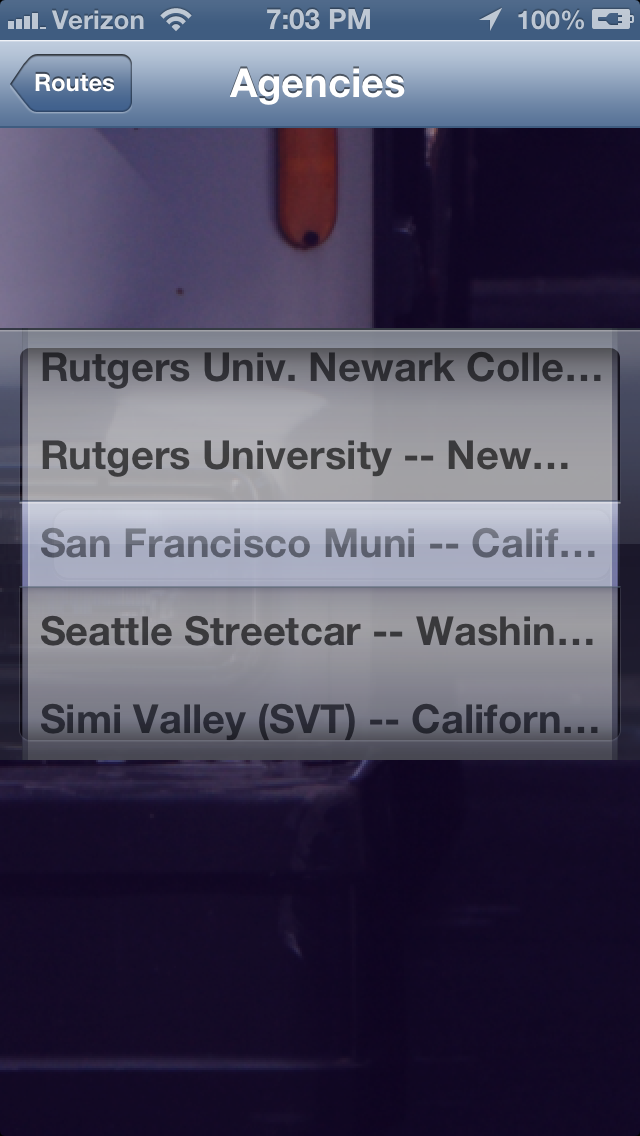 Verizon 7:03 PM 100%
Routes Agencies
Rutgers Univ. Newark Colle...
Rutgers University -- New...
San Francisco Muni -- Calif...
Seattle Streetcar -- Washin...
Simi Valley (SVT) -- Californ...